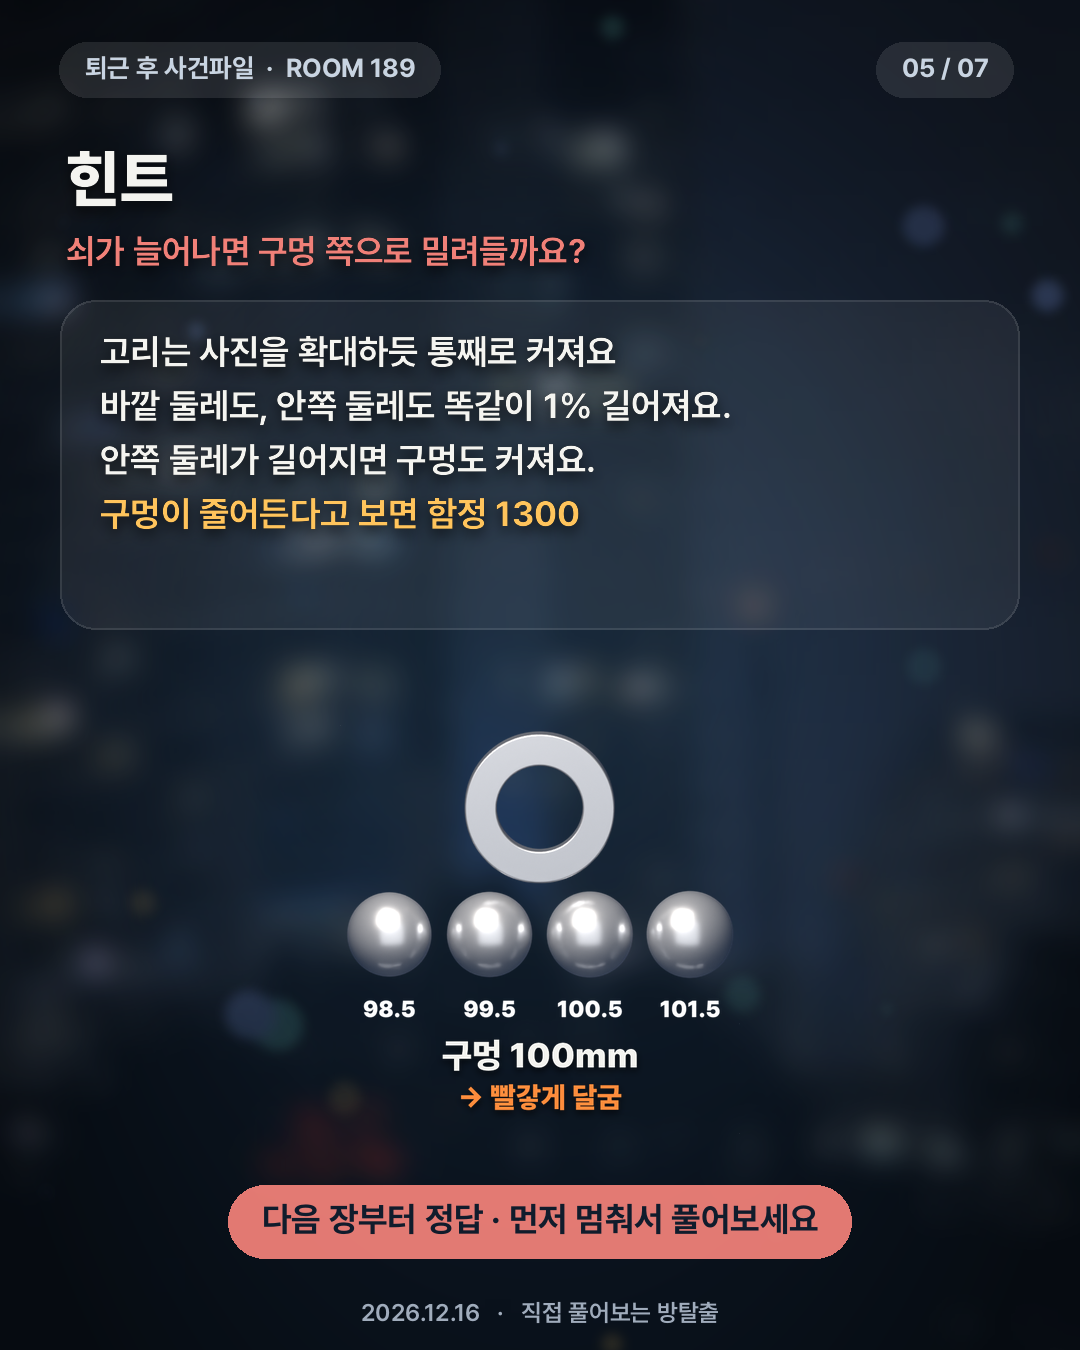 퇴근 후 사건파일 · ROOM 189
05 / 07
힌트
쇠가 늘어나면 구멍 쪽으로 밀려들까요?
고리는 사진을 확대하듯 통째로 커져요
바깥 둘레도, 안쪽 둘레도 똑같이 1% 길어져요.
안쪽 둘레가 길어지면 구멍도 커져요.
구멍이 줄어든다고 보면 함정 1300
98.5 99.5 100.5 101.5
구멍 100mm
→ 빨갛게 달굼
다음 장부터 정답 · 먼저 멈춰서 풀어보세요
2026.12.16 · 직접 풀어보는 방탈출